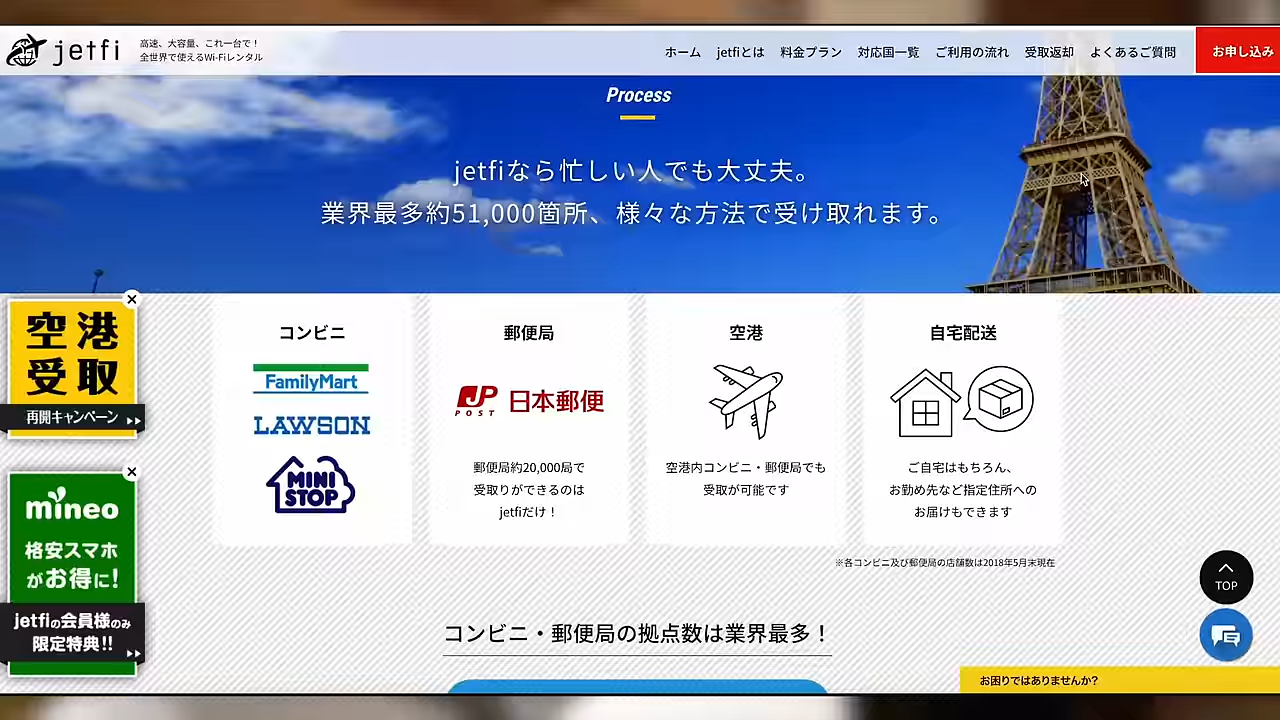 jetfi
高速、大容量、これ一台で！
全世界で使えるWi-Fiレンタル
ホーム
jetfiとは
料金プラン
対応国一覧
ご利用の流れ
受取返却
よくあるご質問
お申し込み
Process
jetfiなら忙しい人でも大丈夫。
業界最多約51,000箇所、様々な方法で受け取れます。
空港
受取
再開キャンペーン
コンビニ
FamilyMart
LAWSON
MINI
STOP
郵便局
JP
POST
日本郵便
郵便局約20,000局で
受取りができるのは
jetfiだけ！
空港
空港内コンビニ・郵便局でも
受取が可能です
自宅配送
ご自宅はもちろん、
お勤め先など指定住所への
お届けもできます
※各コンビニ及び郵便局の店舗数は2018年5月末現在
mineo
格安スマホ
がお得に！
jetfiの会員様のみ
限定特典!!
コンビニ・郵便局の拠点数は業界最多！
TOP
お困りではありませんか?